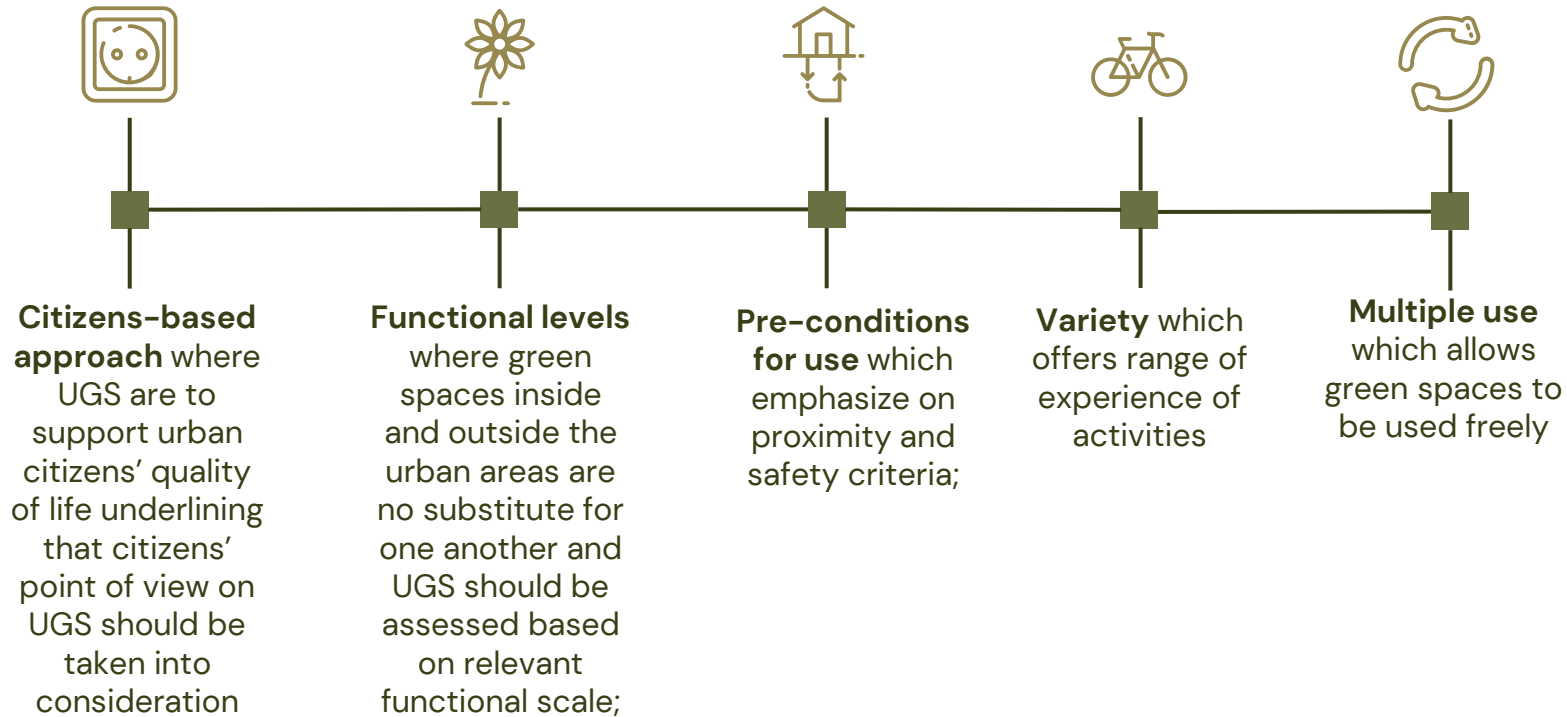 Citizens-based
approach where
UGS are to
support urban
citizens’ quality
of life underlining
that citizens’
point of view on
UGS should be
taken into
consideration
Functional levels
where green
spaces inside
and outside the
urban areas are
no substitute for
one another and
UGS should be
assessed based
on relevant
functional scale;
Pre-conditions
for use which
emphasize on
proximity and
safety criteria;
Variety which
offers range of
experience of
activities
Multiple use
which allows
green spaces to
be used freely